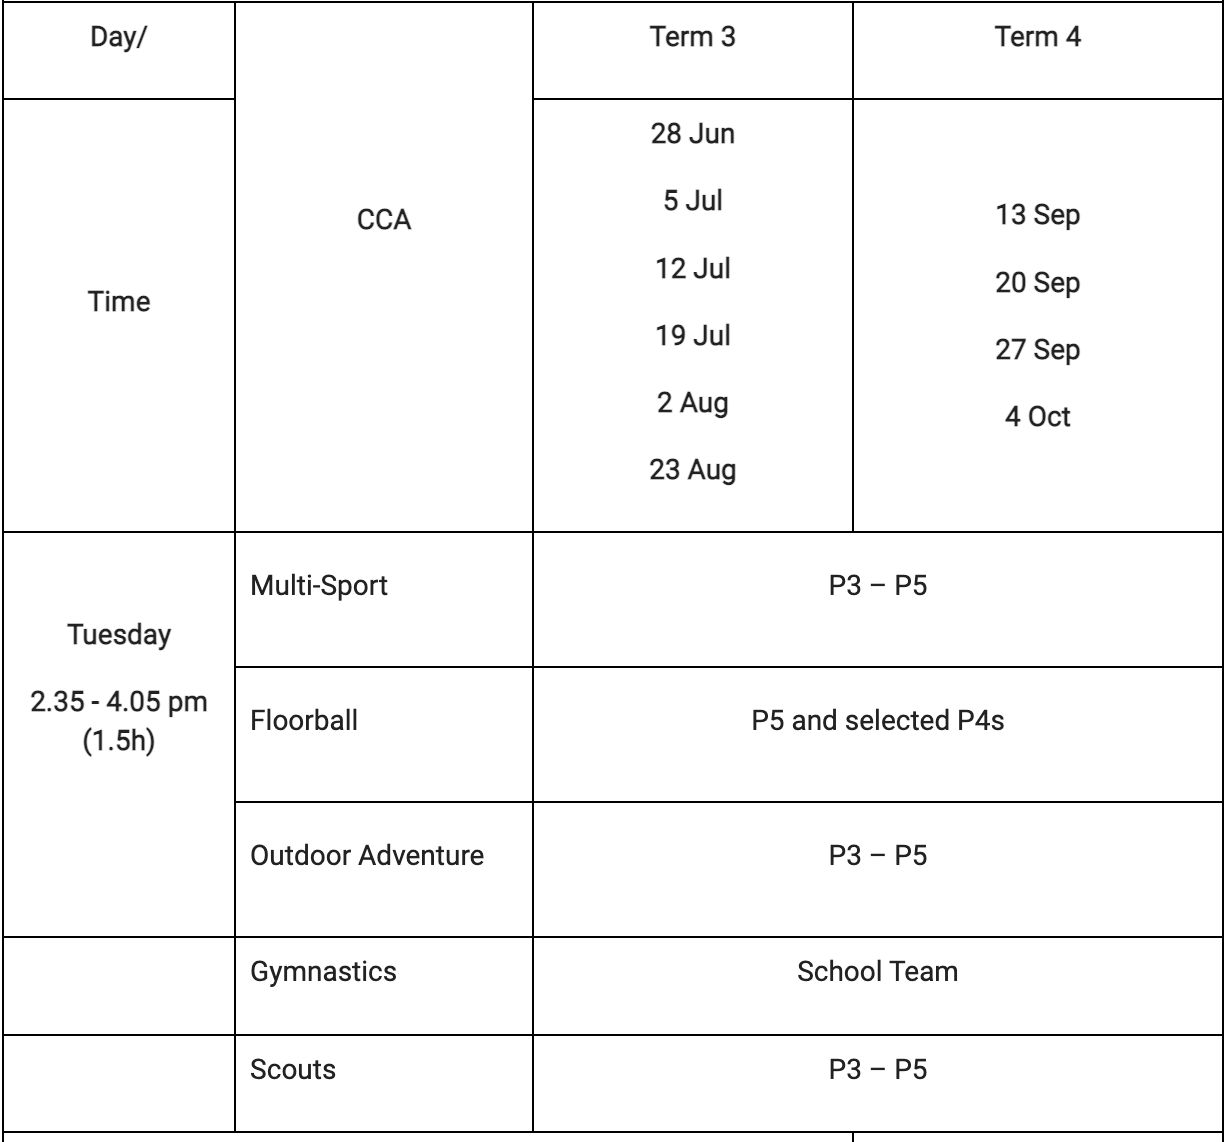 Day/
CCA
Term 3
Term 4
Time
28 Jun
5 Jul
12 Jul
19 Jul
2 Aug
23 Aug
13 Sep
20 Sep
27 Sep
4 Oct
Tuesday
2.35 - 4.05 pm
(1.5h)
Multi-Sport
P3 – P5
Floorball
P5 and selected P4s
Outdoor Adventure
P3 – P5
Gymnastics
School Team
Scouts
P3 – P5